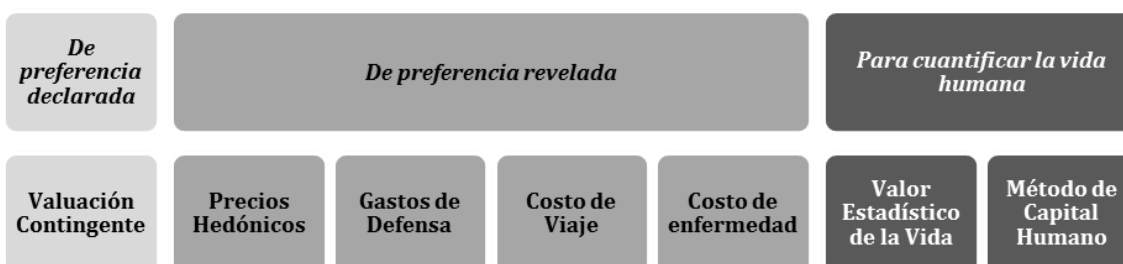 De
preferencia
declarada
De preferencia revelada
Para cuantificar la vida
humana
Valuación
Contingente
Precios
Hedónicos
Gastos de
Defensa
Costo de
Viaje
Costo de
enfermedad
Valor
Estadístico
de la Vida
Método de
Capital
Humano